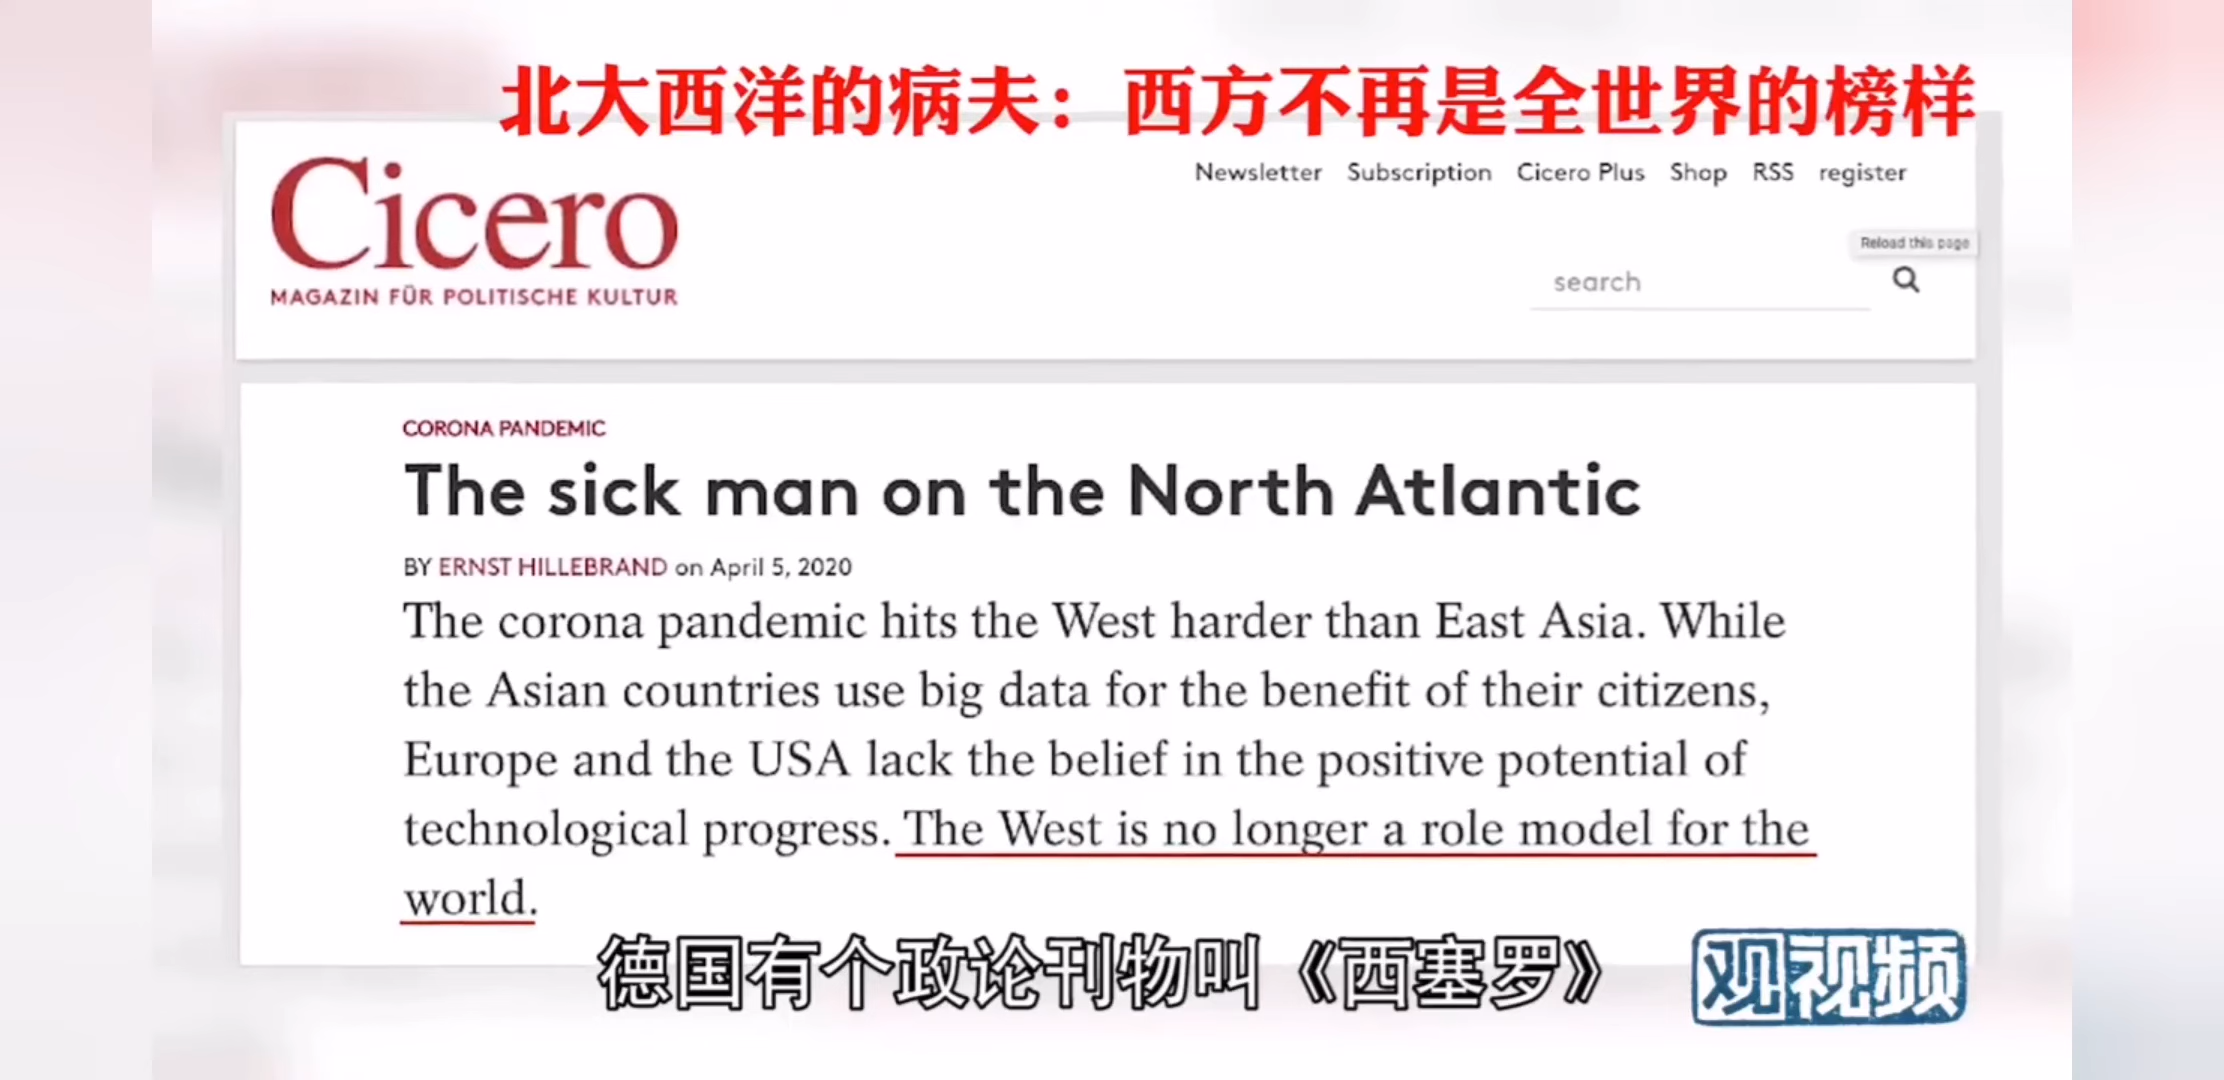 北大西洋的病夫：西方不再是全世界的榜样
Cicero
MAGAZIN FÜR POLITISCHE KULTUR
Newsletter Subscription Cicero Plus Shop RSS register
Reload this page
search
CORONA PANDEMIC
The sick man on the North Atlantic
BY ERNST HILLEBRAND on April 5, 2020
The corona pandemic hits the West harder than East Asia. While
the Asian countries use big data for the benefit of their citizens,
Europe and the USA lack the belief in the positive potential of
technological progress. The West is no longer a role model for the
world.
德国有个政论刊物叫《西塞罗》
观视频